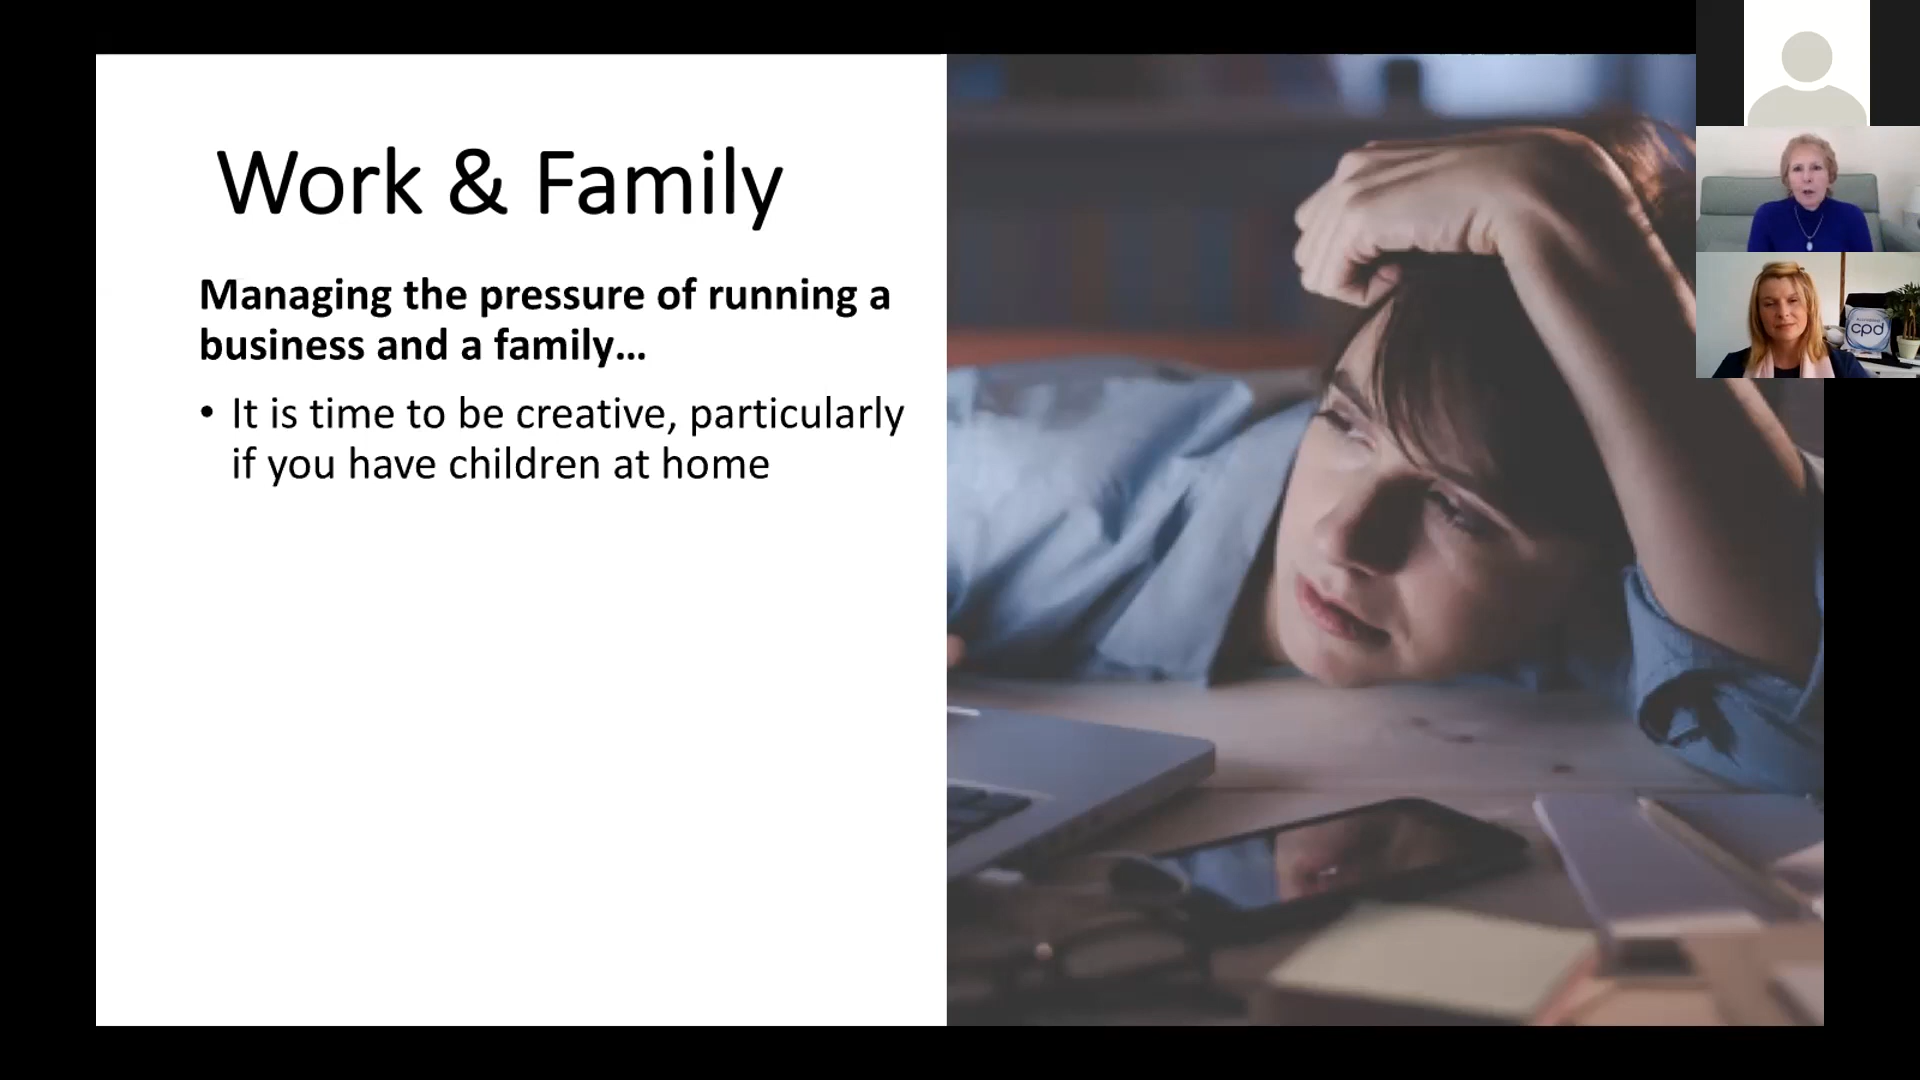 Work & Family
Managing the pressure of running a
business and a family...
• It is time to be creative, particularly
if you have children at home
cpd